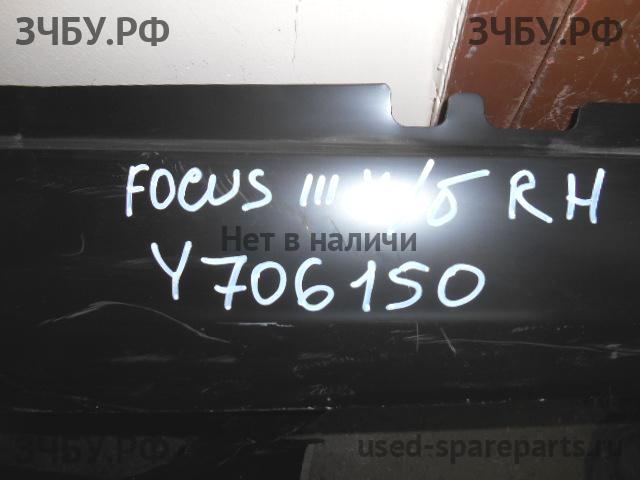 ЗЧБУ.РФ ЗЧБУ.РФ
FOCUS III /Б RH
Нет в наличи
Y706150
ЗЧБУ.РФ
used-spareparts.ru